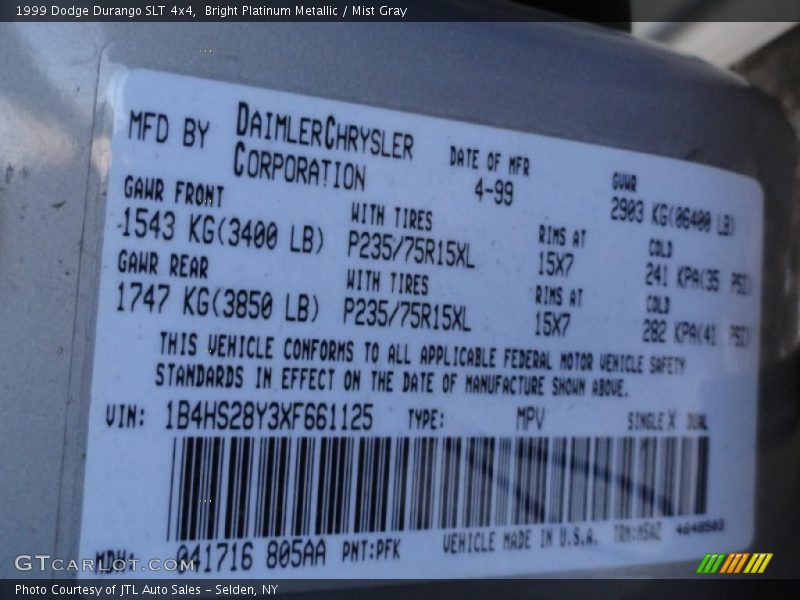 1999 Dodge Durango SLT 4x4, Bright Platinum Metallic / Mist Gray
MFD BY DAIMLERCHRYSLER CORPORATION
DATE OF MFR 4-99
GVWR 2903 KG(06400 LB)
GAWR FRONT WITH TIRES RIMS AT COLD
1543 KG(3400 LB) P235/75R15XL 15X7 241 KPA(35 PSI)
GAWR REAR WITH TIRES RIMS AT COLD
1747 KG(3850 LB) P235/75R15XL 15X7 282 KPA(41 PSI)
THIS VEHICLE CONFORMS TO ALL APPLICABLE FEDERAL MOTOR VEHICLE SAFETY
STANDARDS IN EFFECT ON THE DATE OF MANUFACTURE SHOWN ABOVE.
VIN: 1B4HS28Y3XF661125 TYPE: MPV SINGLE X DUAL
MDH: 041716 805AA PNT:PFK VEHICLE MADE IN U.S.A.
GTCARLOT.COM
Photo Courtesy of JTL Auto Sales - Selden, NY